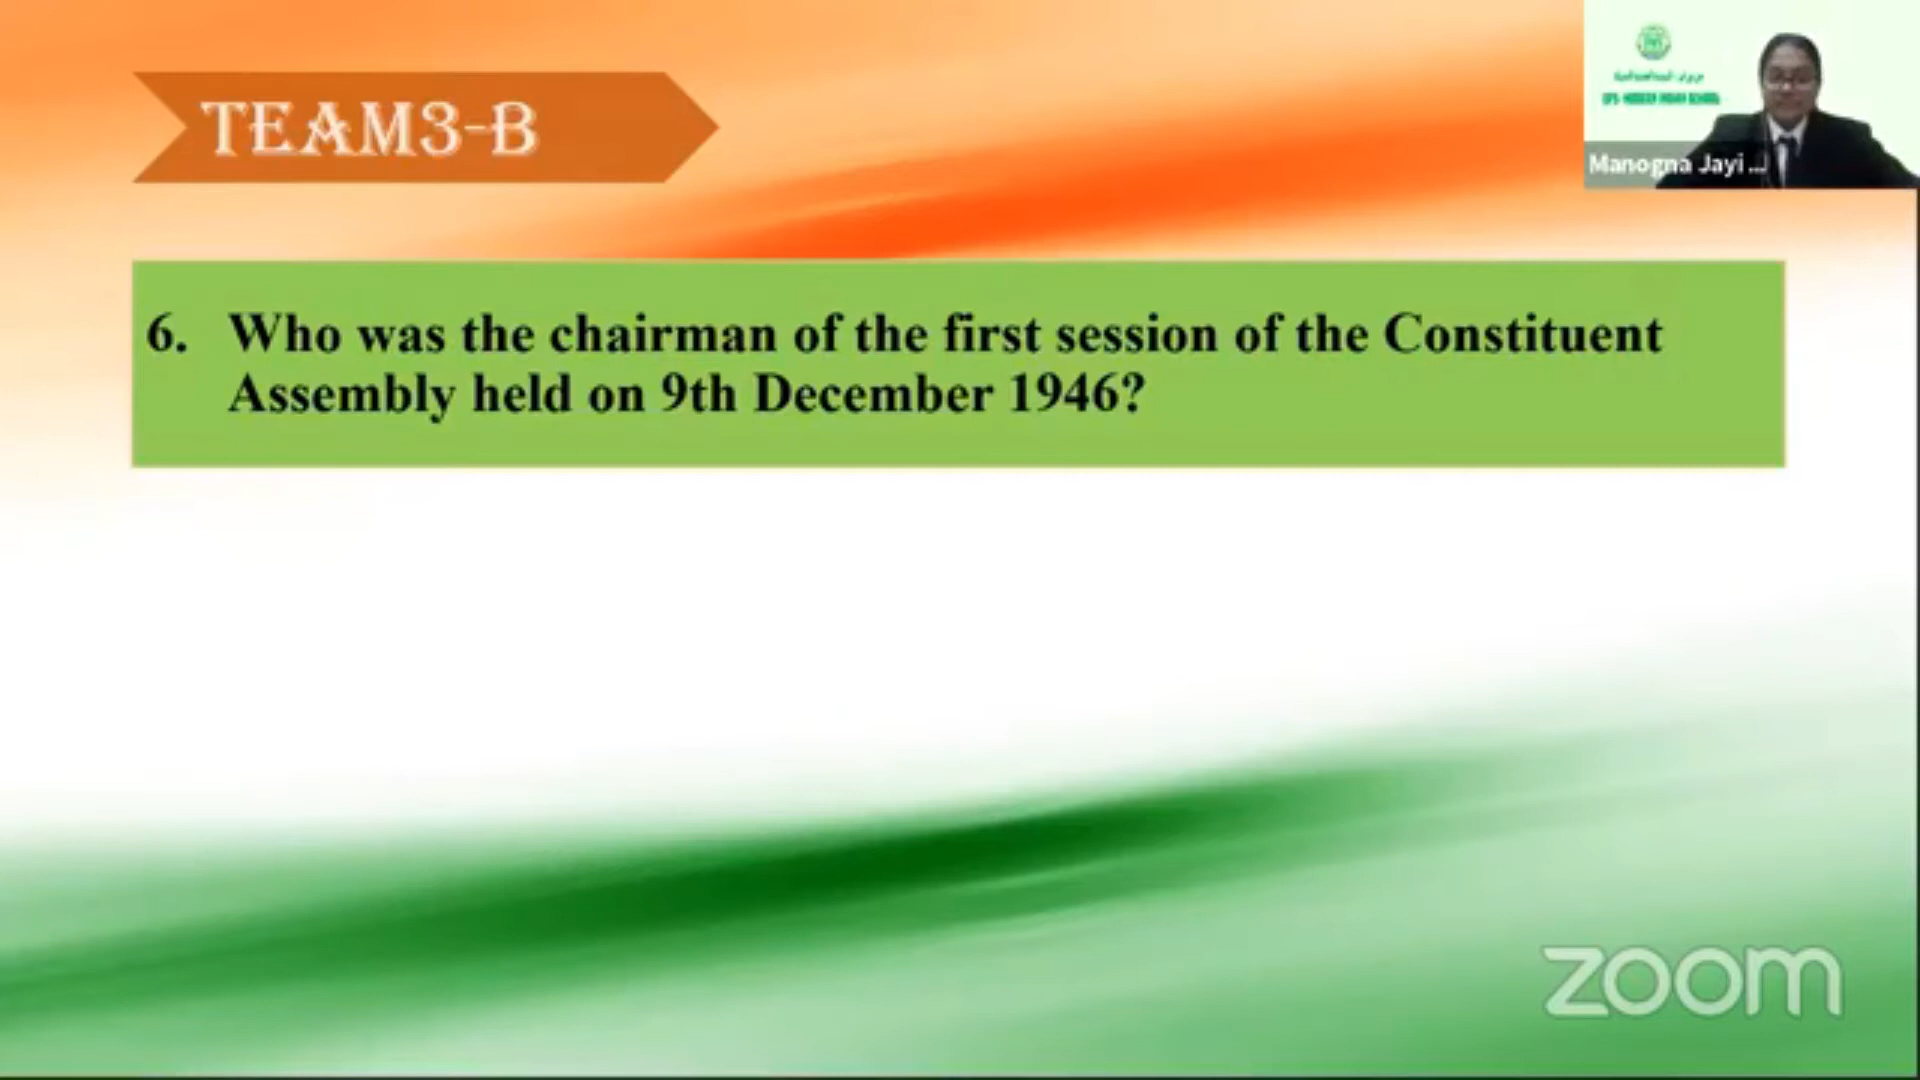 TEAM3-B
Manogna Jayi...
6. Who was the chairman of the first session of the Constituent
Assembly held on 9th December 1946?
zoom